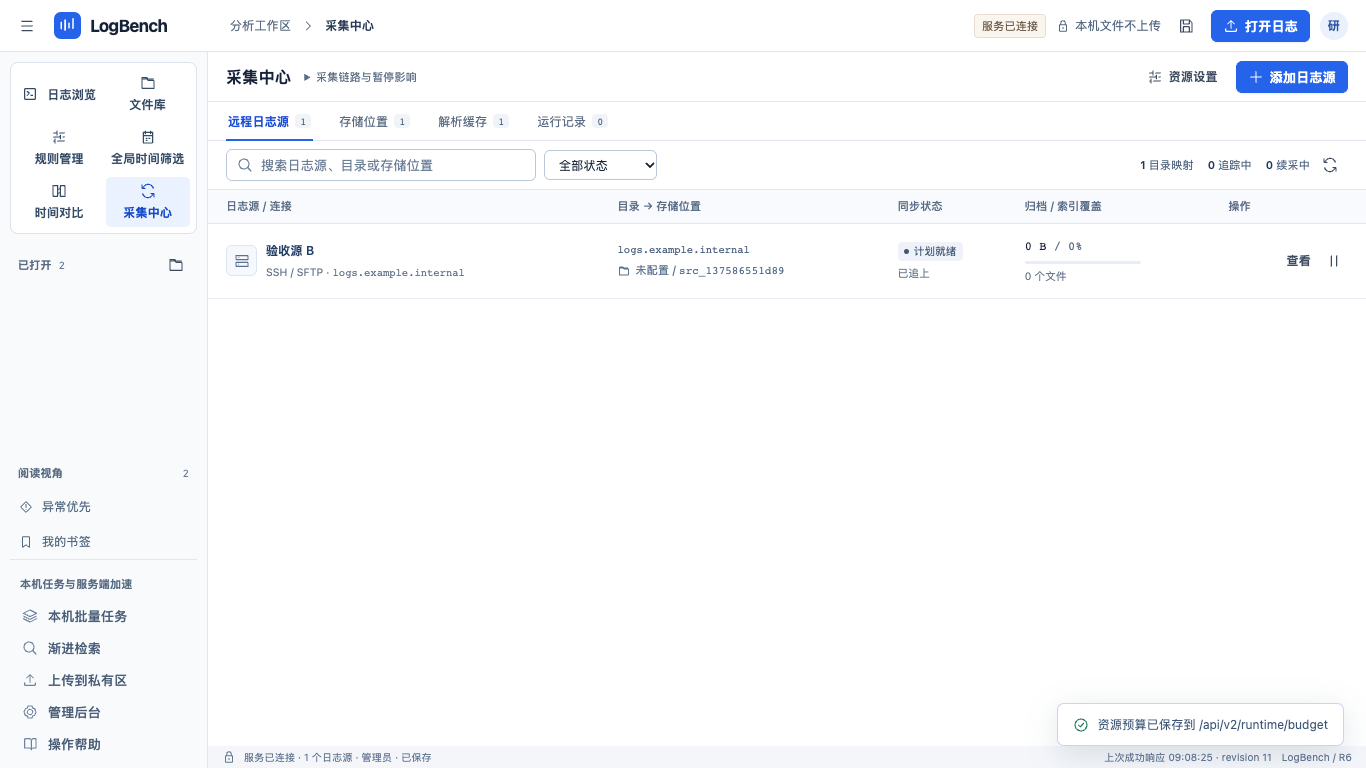 LogBench
分析工作区
采集中心
服务已连接
本机文件不上传
打开日志
研
日志浏览
文件库
规则管理
全局时间筛选
时间对比
采集中心
已打开 2
阅读视角 2
异常优先
我的书签
本机任务与服务端加速
本机批量任务
渐进检索
上传到私有区
管理后台
操作帮助
采集中心
采集链路与暂停影响
资源设置
添加日志源
远程日志源 1
存储位置 1
解析缓存 1
运行记录 0
搜索日志源、目录或存储位置
全部状态
1 目录映射 0 追踪中 0 续采中
日志源 / 连接
目录 → 存储位置
同步状态
归档 / 索引覆盖
操作
验收源 B
SSH / SFTP · logs.example.internal
logs.example.internal
未配置 / src_137586551d89
计划就绪
已追上
0 B / 0%
0 个文件
查看
资源预算已保存到 /api/v2/runtime/budget
服务已连接 · 1 个日志源 · 管理员 · 已保存
上次成功响应 09:08:25 · revision 11 LogBench / R6